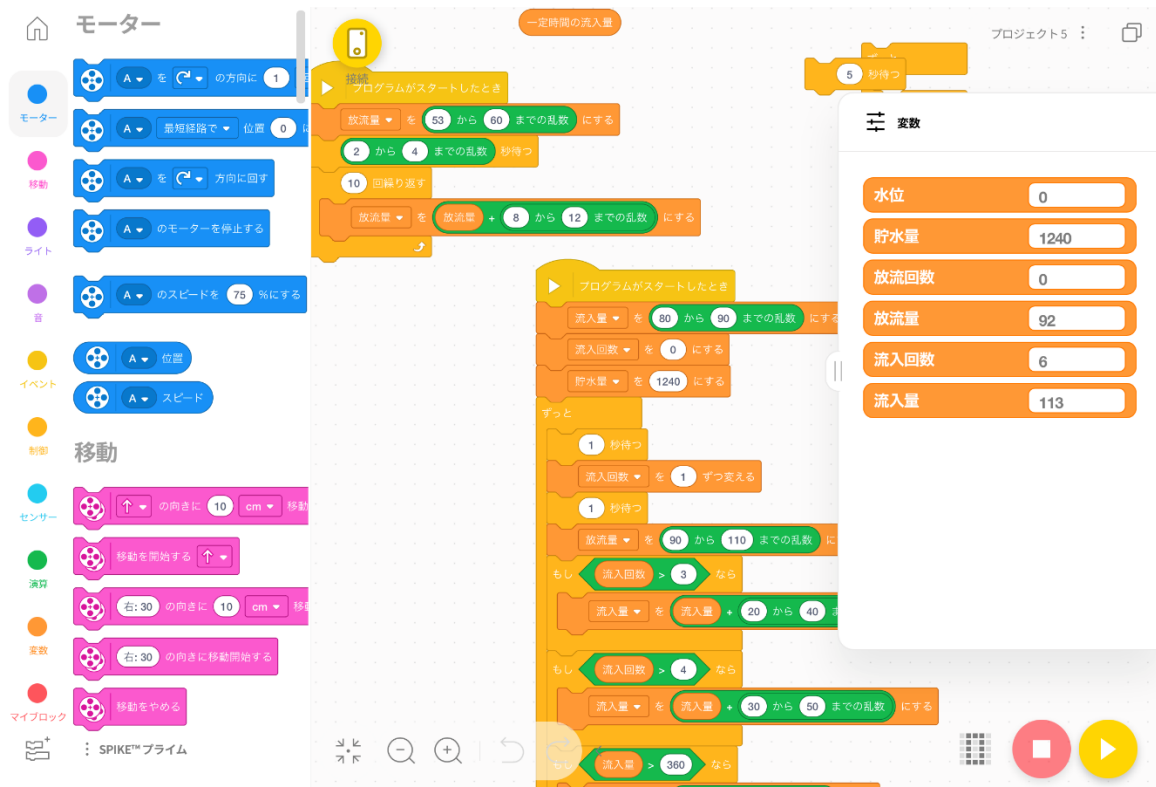 モーター
A を の方向に 1
A 最短経路で 位置 0 に
A を 方向に回す
A のモーターを停止する
A のスピードを 75 %にする
A 位置
A スピード
移動
の向きに 10 cm 移動
移動を開始する
右: 30 の向きに 10 cm 移
右: 30 の向きに移動開始する
移動をやめる
モーター
移動
ライト
音
イベント
制御
センサー
演算
変数
マイブロック
SPIKE™ プライム
接続
一定時間の流入量
プロジェクト5
プログラムがスタートしたとき
放流量 を 53 から 60 までの乱数 にする
2 から 4 までの乱数 秒待つ
10 回繰り返す
放流量 を 放流量 + 8 から 12 までの乱数 にする
プログラムがスタートしたとき
流入量 を 80 から 90 までの乱数 にする
流入回数 を 0 にする
貯水量 を 1240 にする
ずっと
1 秒待つ
流入回数 を 1 ずつ変える
1 秒待つ
放流量 を 90 から 110 までの乱数 に
もし 流入回数 > 3 なら
流入量 を 流入量 + 20 から 40 ま
もし 流入回数 > 4 なら
流入量 を 流入量 + 30 から 50 までの乱数 にする
もし 流入量 > 360 なら
ずっと
5 秒待つ
変数
水位 0
貯水量 1240
放流回数 0
放流量 92
流入回数 6
流入量 113